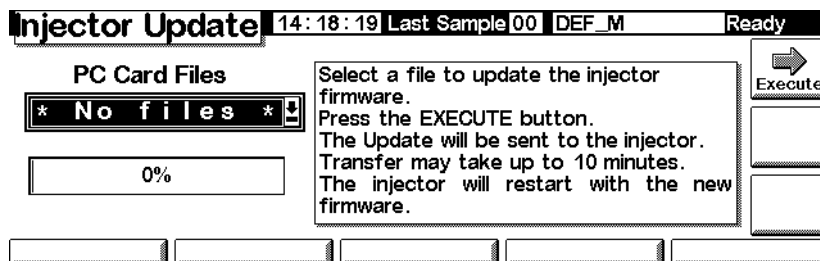 Injector Update 14:18:19 Last Sample 00 DEF_M Ready
PC Card Files
* No files *
0%
Select a file to update the injector
firmware.
Press the EXECUTE button.
The Update will be sent to the injector.
Transfer may take up to 10 minutes.
The injector will restart with the new
firmware.
Execute